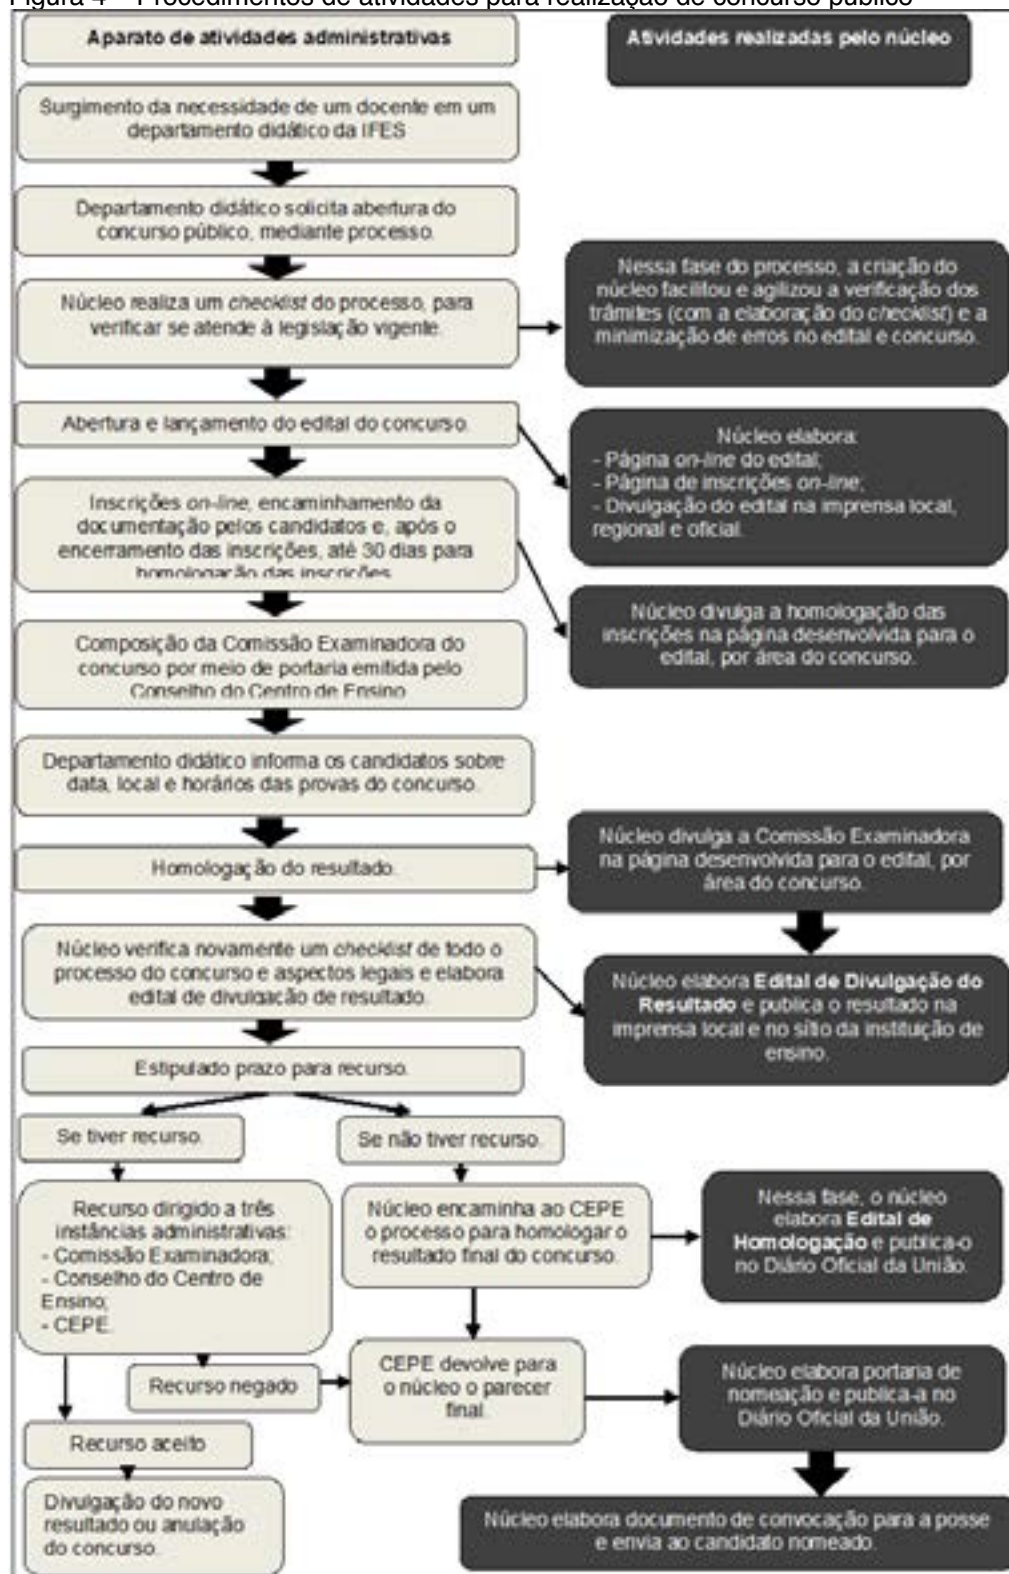 Figura 4 – Procedimentos de atividades para realização de concurso público
Aparato de atividades administrativas
Atividades realizadas pelo núcleo
Surgimento da necessidade de um docente em um
departamento didático da IFES
Departamento didático solicita abertura do
concurso público, mediante processo.
Núcleo realiza um checklist do processo, para
verificar se atende à legislação vigente.
Nessa fase do processo, a criação do
núcleo facilitou e agilizou a verificação dos
trâmites (com a elaboração do checklist) e a
minimização de erros no edital e concurso.
Abertura e lançamento do edital do concurso.
Núcleo elabora:
- Página on-line do edital;
- Página de inscrições on-line;
- Divulgação do edital na imprensa local,
regional e oficial.
Inscrições on-line, encaminhamento da
documentação pelos candidatos e, após o
encerramento das inscrições, até 30 dias para
homologação das inscrições.
Núcleo divulga a homologação das
inscrições na página desenvolvida para o
edital, por área do concurso.
Composição da Comissão Examinadora do
concurso por meio de portaria emitida pelo
Conselho do Centro de Ensino
Departamento didático informa os candidatos sobre
data, local e horários das provas do concurso.
Homologação do resultado.
Núcleo divulga a Comissão Examinadora
na página desenvolvida para o edital, por
área do concurso.
Núcleo verifica novamente um checklist de todo o
processo do concurso e aspectos legais e elabora
edital de divulgação de resultado.
Núcleo elabora Edital de Divulgação do
Resultado e publica o resultado na
imprensa local e no sítio da instituição de
ensino.
Estipulado prazo para recurso.
Se tiver recurso.
Se não tiver recurso.
Recurso dirigido a três
instâncias administrativas:
- Comissão Examinadora;
- Conselho do Centro de
Ensino;
- CEPE.
Núcleo encaminha ao CEPE
o processo para homologar o
resultado final do concurso.
Nessa fase, o núcleo
elabora Edital de
Homologação e publica-o
no Diário Oficial da União.
Recurso negado
CEPE devolve para
o núcleo o parecer
final.
Núcleo elabora portaria de
nomeação e publica-a no
Diário Oficial da União.
Recurso aceito
Divulgação do novo
resultado ou anulação
do concurso.
Núcleo elabora documento de convocação para a posse
e envia ao candidato nomeado.